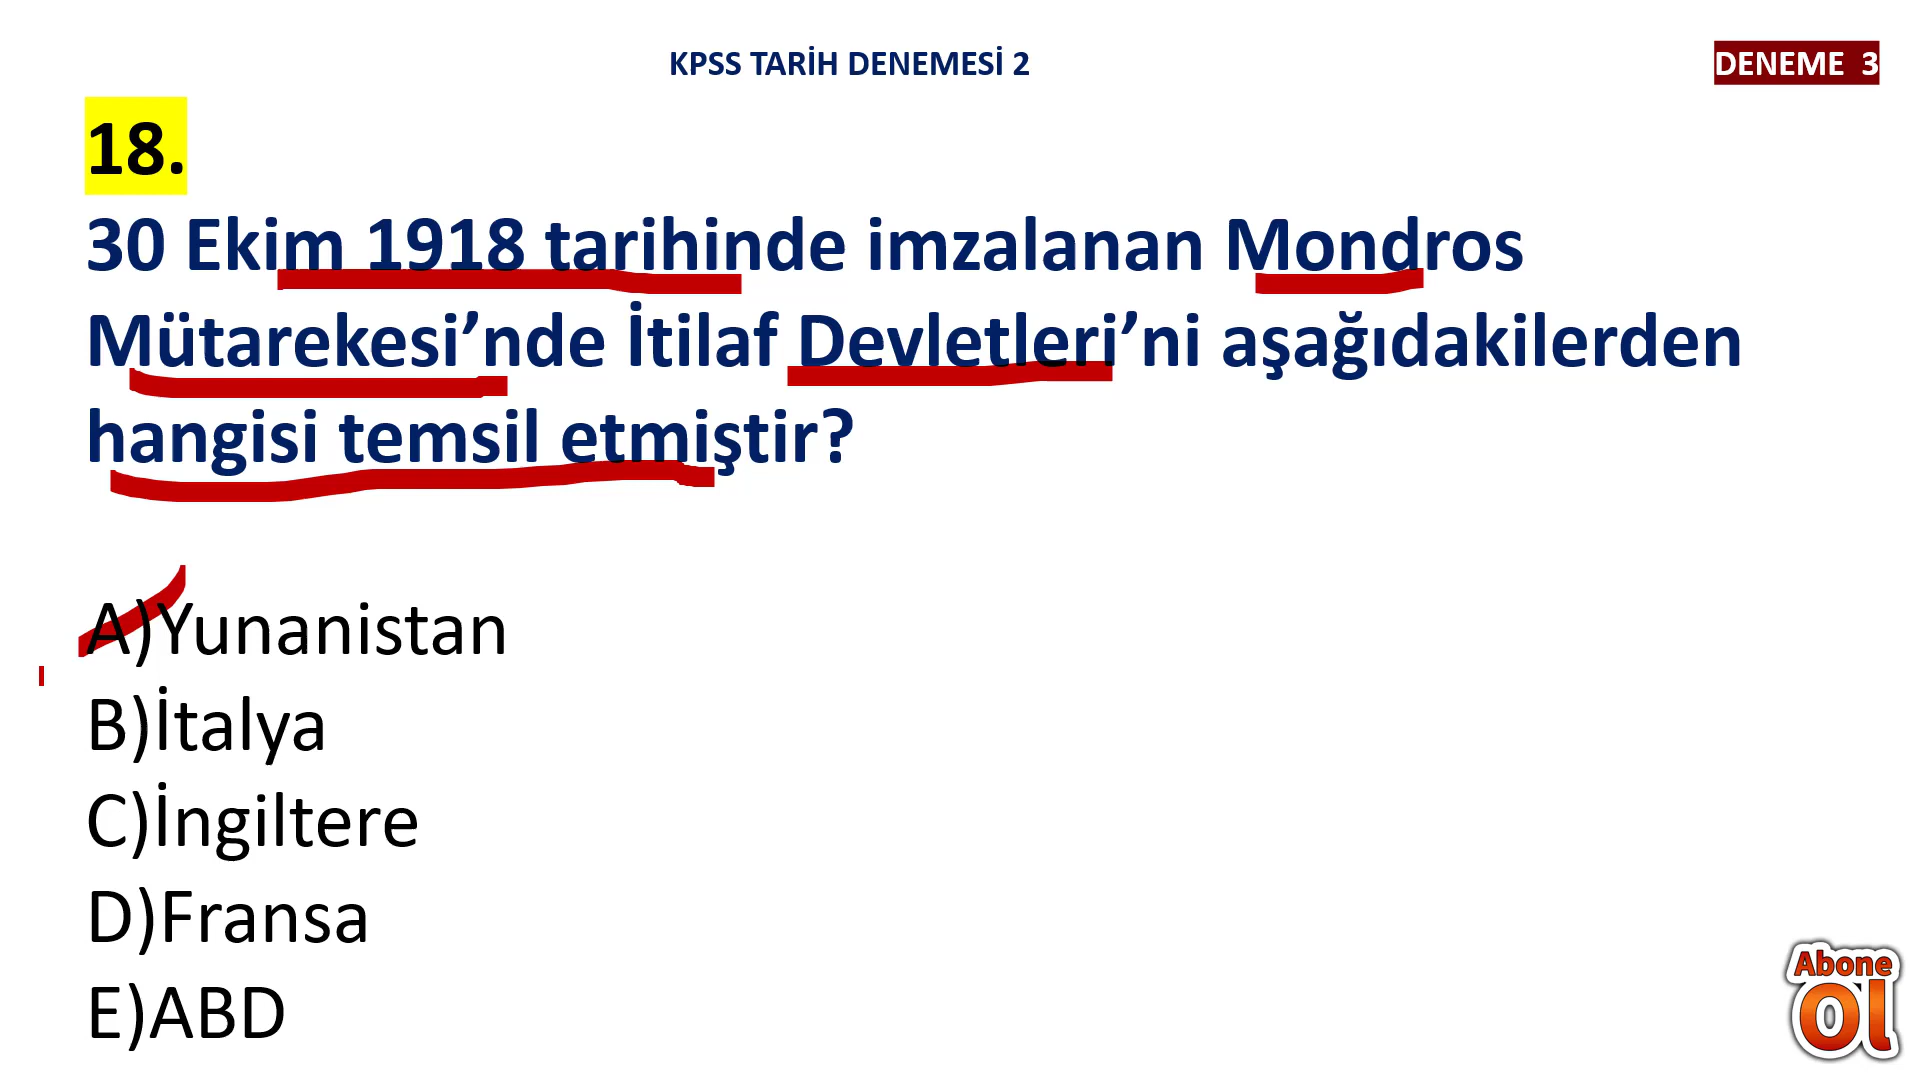 KPSS TARİH DENEMESİ 2
DENEME 3
18.
30 Ekim 1918 tarihinde imzalanan Mondros
Mütarekesi’nde İtilaf Devletleri’ni aşağıdakilerden
hangisi temsil etmiştir?
A)Yunanistan
B)İtalya
C)İngiltere
D)Fransa
E)ABD
Abone
ol